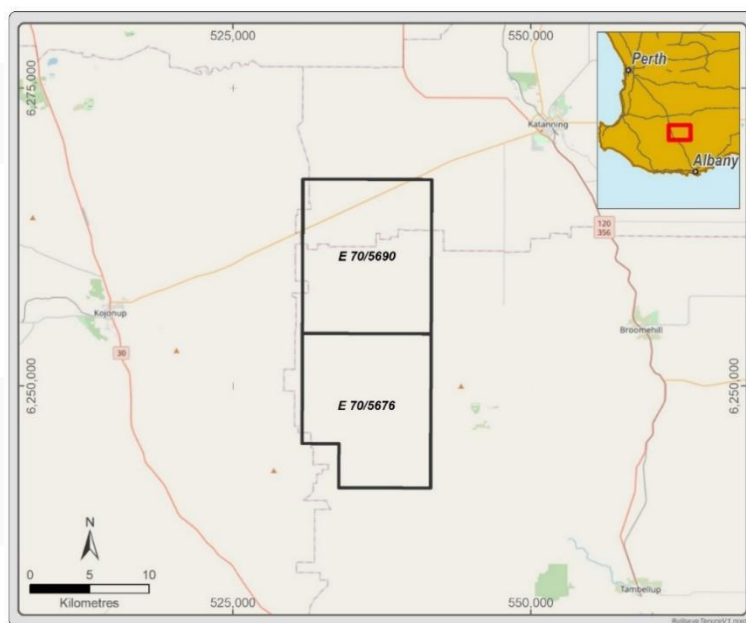 525,000
550,000
6,275,000
Perth
Albany
Katanning
120
356
E 70/5690
Kojonup
30
Broomehill
6,250,000
6,250,000
E 70/5676
N
0 5 10
Kilometres
525,000
550,000
Tambellup